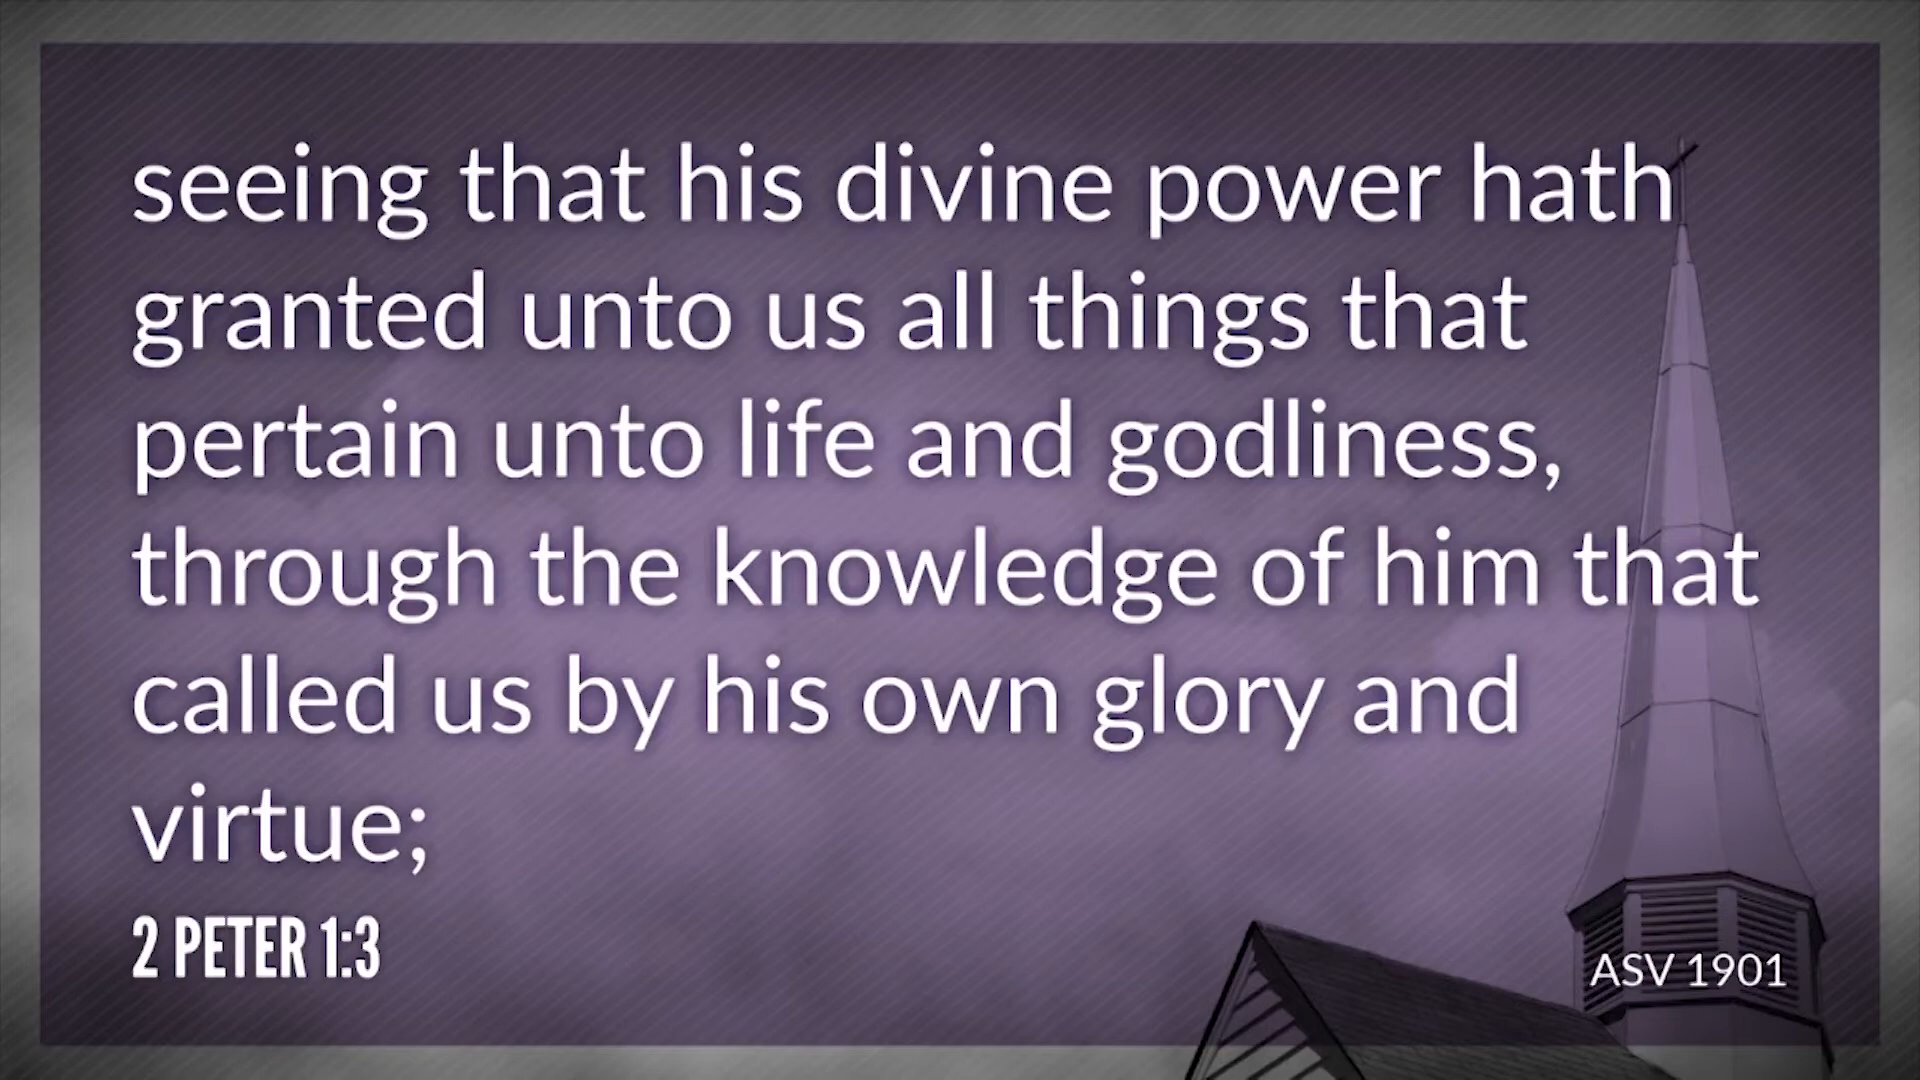 seeing that his divine power hath
granted unto us all things that
pertain unto life and godliness,
through the knowledge of him that
called us by his own glory and
virtue;
2 PETER 1:3
ASV 1901